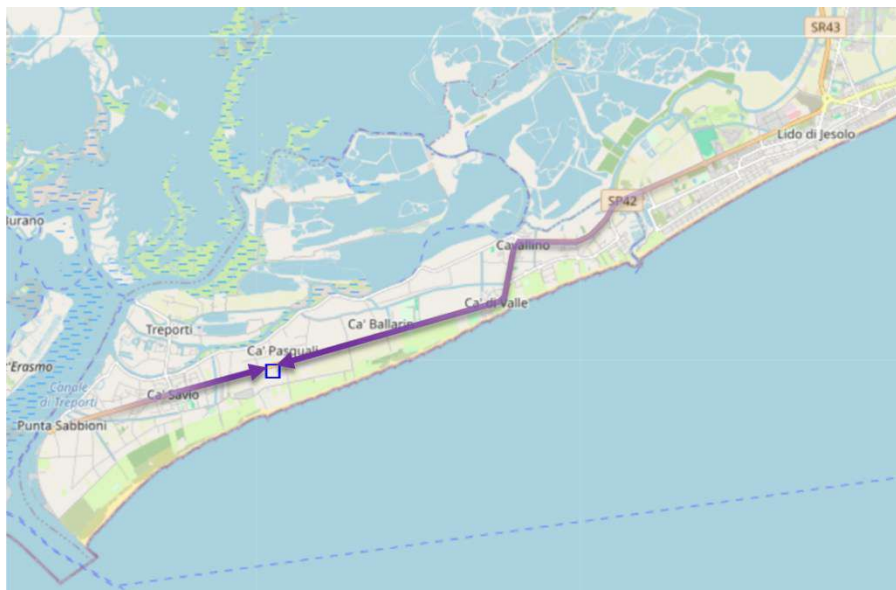 SR43
Lido di Jesolo
SP42
Burano
Cavallino
Ca' di Valle
Ca' Ballarin
Treporti
Ca' Pasquali
t'Erasmo
Canale
di Treporti
Ca' Savio
Punta Sabbioni